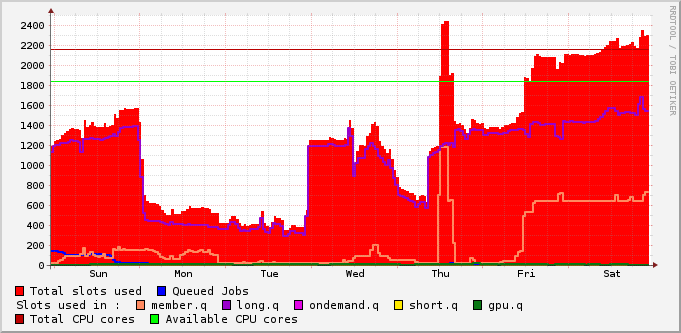 2400
2200
2000
1800
1600
1400
1200
1000
800
600
400
200
0
Sun Mon Tue Wed Thu Fri Sat
Total slots used Queued Jobs
Slots used in : member.q long.q ondemand.q short.q gpu.q
Total CPU cores Available CPU cores
RRDTOOL / TOBI OETIKER